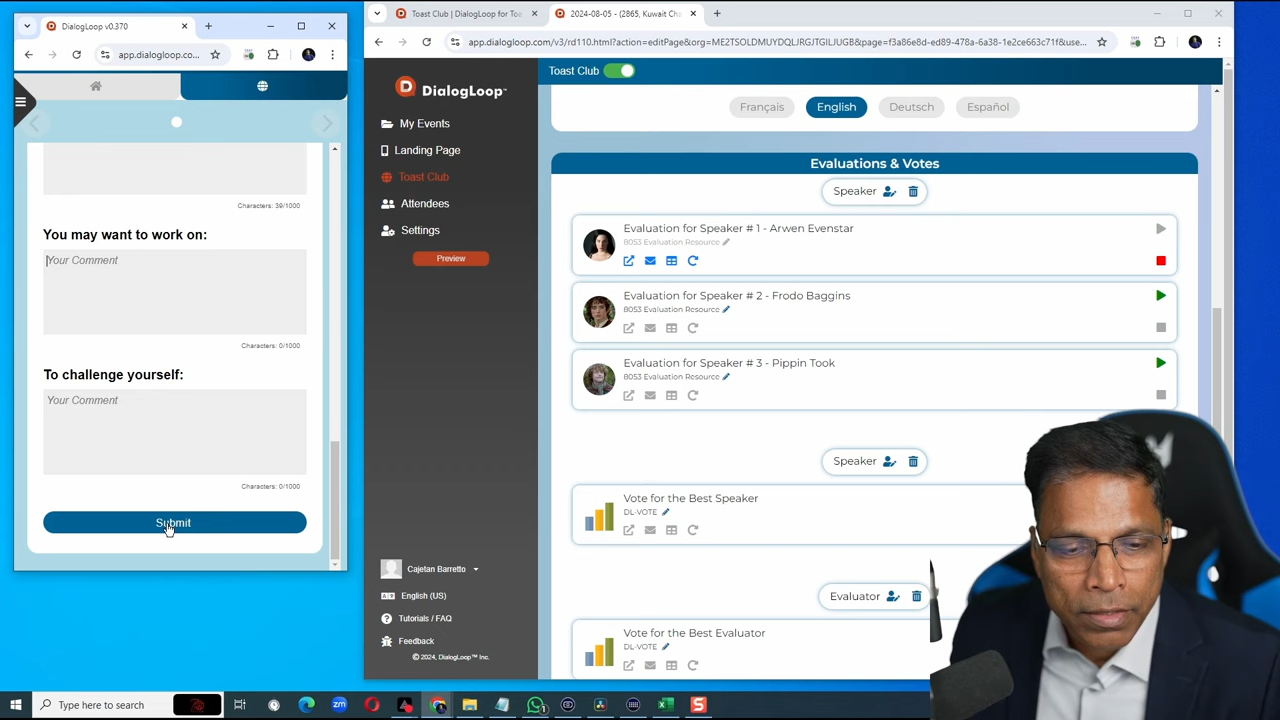 DialogLoop v0.370
app.dialogloop.co...
Characters: 39/1000
You may want to work on:
Your Comment
Characters: 0/1000
To challenge yourself:
Your Comment
Characters: 0/1000
Submit
Toast Club | DialogLoop for Toa
2024-08-05 - (2865, Kuwait Cha
app.dialogloop.com/v3/rd110.html?action=editPage&org=ME2TSOLDMUYDQLJRGJTGILJUGB&page=f3a86e8d-ed89-478a-6a38-1e2ce663c71f&use...
DialogLoop™
My Events
Landing Page
Toast Club
Attendees
Settings
Preview
Cajetan Barretto
English (US)
Tutorials / FAQ
Feedback
© 2024, DialogLoop™ Inc.
Toast Club
Français
English
Deutsch
Español
Evaluations & Votes
Speaker
Evaluation for Speaker # 1 - Arwen Evenstar
8053 Evaluation Resource
Evaluation for Speaker # 2 - Frodo Baggins
8053 Evaluation Resource
Evaluation for Speaker # 3 - Pippin Took
8053 Evaluation Resource
Speaker
Vote for the Best Speaker
DL-VOTE
Evaluator
Vote for the Best Evaluator
DL-VOTE
Type here to search